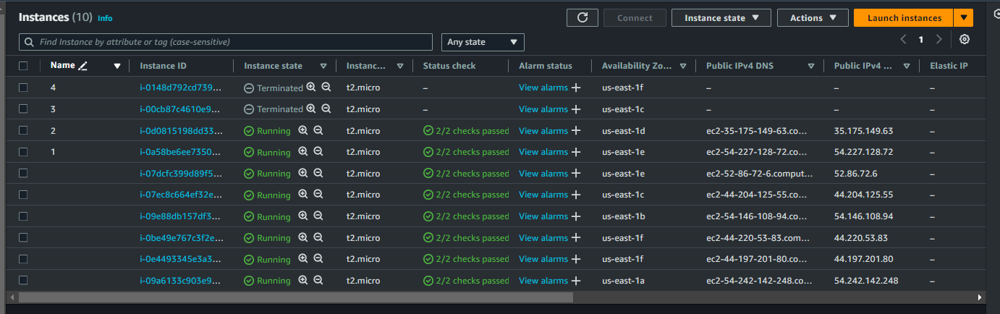 Instances (10) Info Connect Instance state Actions Launch instances
Find Instance by attribute or tag (case-sensitive) Any state 1
Name Instance ID Instance state Instanc... Status check Alarm status Availability Zo... Public IPv4 DNS Public IPv4 ... Elastic IP
4 i-0148d792cd739... Terminated t2.micro – View alarms + us-east-1f – – –
3 i-00cb87c4610e9... Terminated t2.micro – View alarms + us-east-1c – – –
2 i-0d0815198dd33... Running t2.micro 2/2 checks passed View alarms + us-east-1d ec2-35-175-149-63.co... 35.175.149.63 –
1 i-0a58be6ee7350... Running t2.micro 2/2 checks passed View alarms + us-east-1e ec2-54-227-128-72.co... 54.227.128.72 –
i-07dcfc399d89f5... Running t2.micro 2/2 checks passed View alarms + us-east-1e ec2-52-86-72-6.comput... 52.86.72.6 –
i-07ec8c664ef32e... Running t2.micro 2/2 checks passed View alarms + us-east-1c ec2-44-204-125-55.co... 44.204.125.55 –
i-09e88db157df3... Running t2.micro 2/2 checks passed View alarms + us-east-1b ec2-54-146-108-94.co... 54.146.108.94 –
i-0be49e767c3f2e... Running t2.micro 2/2 checks passed View alarms + us-east-1f ec2-44-220-53-83.com... 44.220.53.83 –
i-0e4493345e3a3... Running t2.micro 2/2 checks passed View alarms + us-east-1f ec2-44-197-201-80.co... 44.197.201.80 –
i-09a6133c903e9... Running t2.micro 2/2 checks passed View alarms + us-east-1a ec2-54-242-142-248.co... 54.242.142.248 –